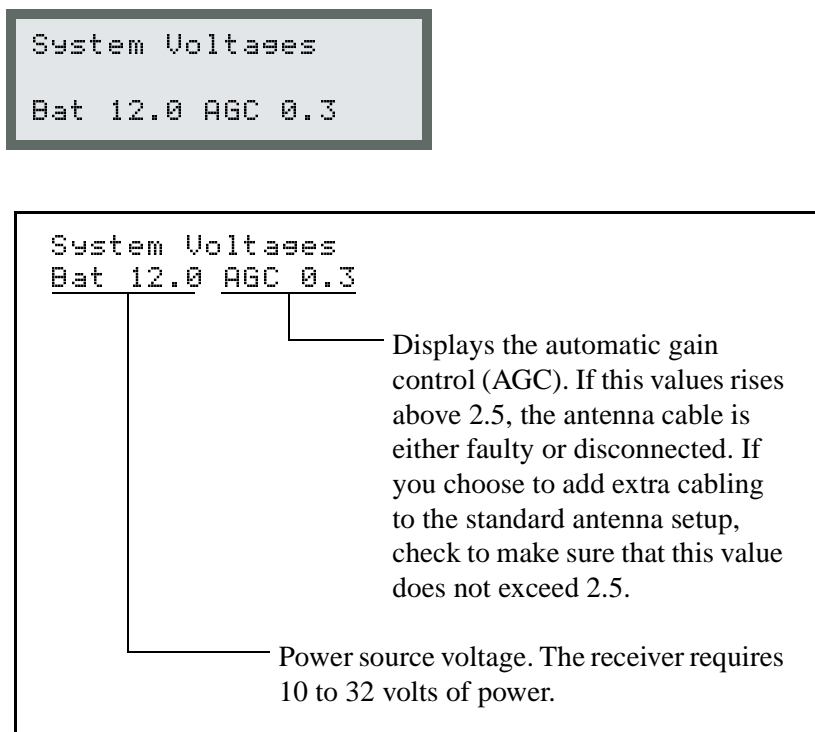 System Voltages
Bat 12.0 AGC 0.3
System Voltages
Bat 12.0 AGC 0.3
Displays the automatic gain
control (AGC). If this values rises
above 2.5, the antenna cable is
either faulty or disconnected. If
you choose to add extra cabling
to the standard antenna setup,
check to make sure that this value
does not exceed 2.5.
Power source voltage. The receiver requires
10 to 32 volts of power.